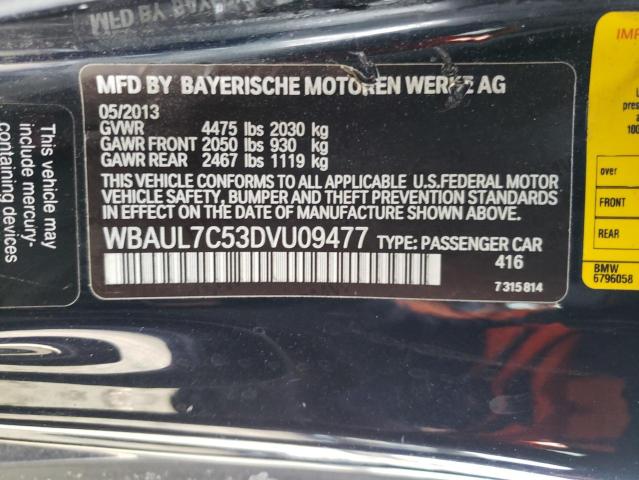 MFD BY BAYERISCHE MOTOREN WERKE AG
05/2013
GVWR 4475 lbs 2030 kg
GAWR FRONT 2050 lbs 930 kg
GAWR REAR 2467 lbs 1119 kg
THIS VEHICLE CONFORMS TO ALL APPLICABLE U.S.FEDERAL MOTOR
VEHICLE SAFETY, BUMPER AND THEFT PREVENTION STANDARDS
IN EFFECT ON THE DATE OF MANUFACTURE SHOWN ABOVE.
WBAUL7C53DVU09477 TYPE: PASSENGER CAR
416
7 315 814
This vehicle may
include mercury-
containing devices.
over
FRONT
REAR
BMW
6796058